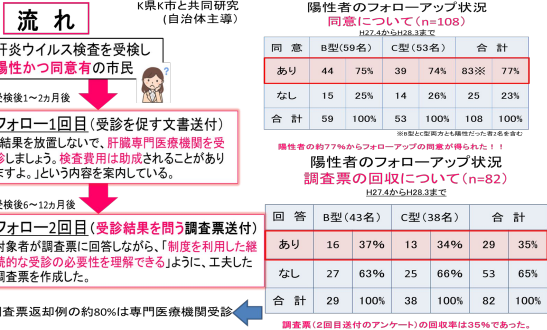 流 れ
K県K市と共同研究
(自治体主導)
肝炎ウイルス検査を受検し
陽性かつ同意有の市民
受検後1～2ヵ月後
フォロー1回目(受診を促す文書送付)
結果を放置しないで、肝臓専門医療機関を受
診しましょう。検査費用は助成されることがあり
ますよ。」という内容を案内している。
受検後6～12ヵ月後
フォロー2回目(受診結果を問う調査票送付)
対象者が調査票に回答しながら、「制度を利用した継
続的な受診の必要性を理解できる」ように、工夫した
調査票を作成した。
調査票返却例の約80%は専門医療機関受診
陽性者のフォローアップ状況
同意について(n=108)
H27.4からH28.3まで
同 意 B型(59名) C型(53名) 合 計
あり 44 75% 39 74% 83※ 77%
なし 15 25% 14 26% 25 23%
合 計 59 100% 53 100% 108 100%
※B型とC型両方とも陽性だった者2名を含む
陽性者の約77%からフォローアップの同意が得られた！！
陽性者のフォローアップ状況
調査票の回収について(n=82)
H27.4からH28.3まで
回 答 B型(43名) C型(38名) 合 計
あり 16 37% 13 34% 29 35%
なし 27 63% 25 66% 53 65%
合 計 29 100% 38 100% 82 100%
調査票(2回目送付のアンケート)の回収率は35%であった。